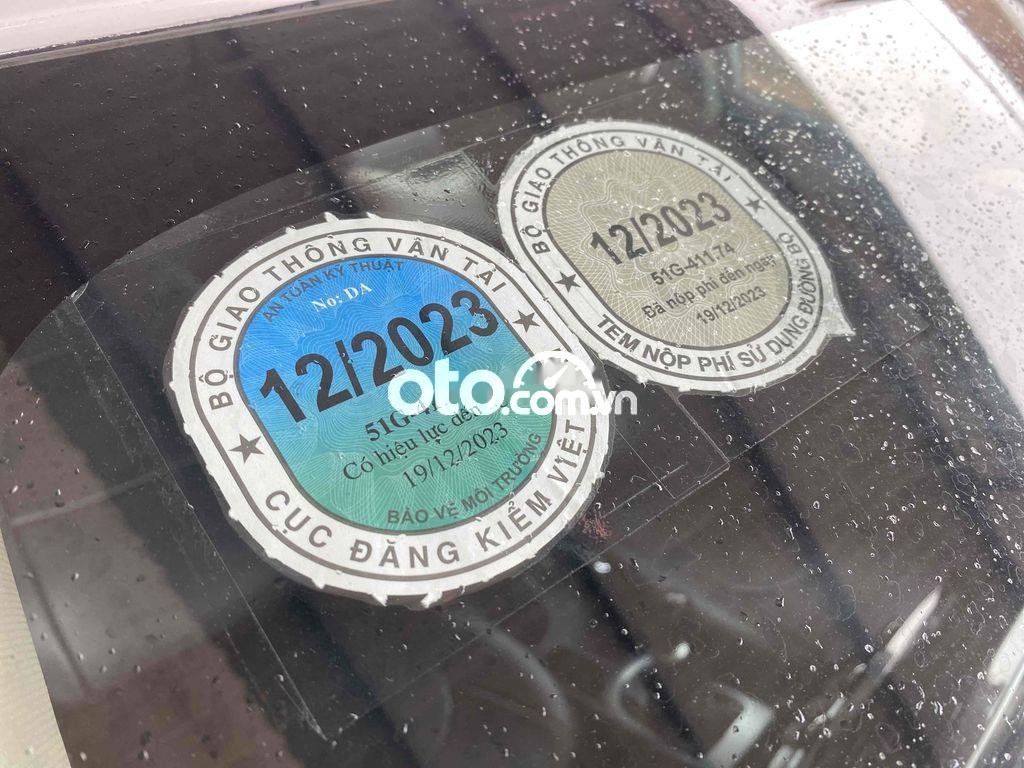 BỘ GIAO THÔNG VẬN TẢI
AN TOÀN KỸ THUẬT
No: DA
12/2023
51G-
Có hiệu lực đến
19/12/2023
BẢO VỆ MÔI TRƯỜNG
CỤC ĐĂNG KIỂM VIỆT
BỘ GIAO THÔNG VẬN TẢI
12/2023
51G-411.74
Đã nộp phí đến ngày
19/12/2023
TEM NỘP PHÍ SỬ DỤNG ĐƯỜNG BỘ
oto.com.vn